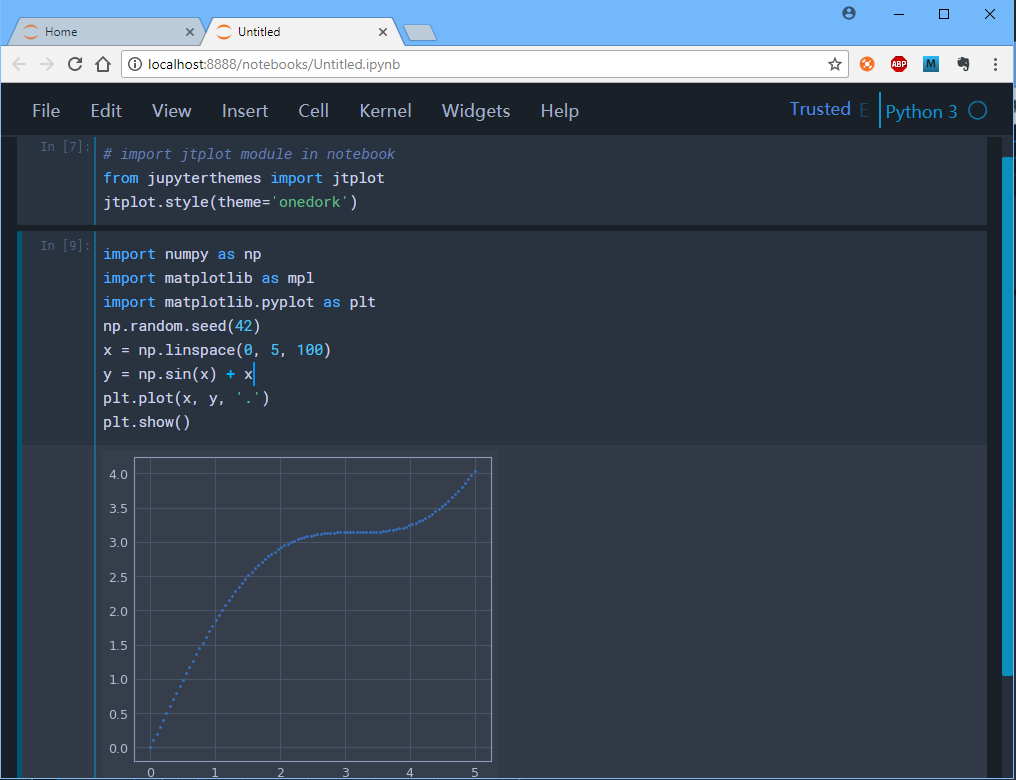 Home
Untitled
localhost:8888/notebooks/Untitled.ipynb
ABP
M
File Edit View Insert Cell Kernel Widgets Help
Trusted E Python 3
In [7]:
# import jtplot module in notebook
from jupyterthemes import jtplot
jtplot.style(theme='onedork')
In [9]:
import numpy as np
import matplotlib as mpl
import matplotlib.pyplot as plt
np.random.seed(42)
x = np.linspace(0, 5, 100)
y = np.sin(x) + x
plt.plot(x, y, '.')
plt.show()
4.0
3.5
3.0
2.5
2.0
1.5
1.0
0.5
0.0
0 1 2 3 4 5